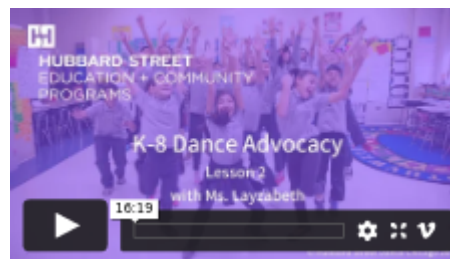 HUBBARD STREET
EDUCATION + COMMUNITY
PROGRAMS
K-8 Dance Advocacy
Lesson 2
with Ms. Layzabeth
16:19